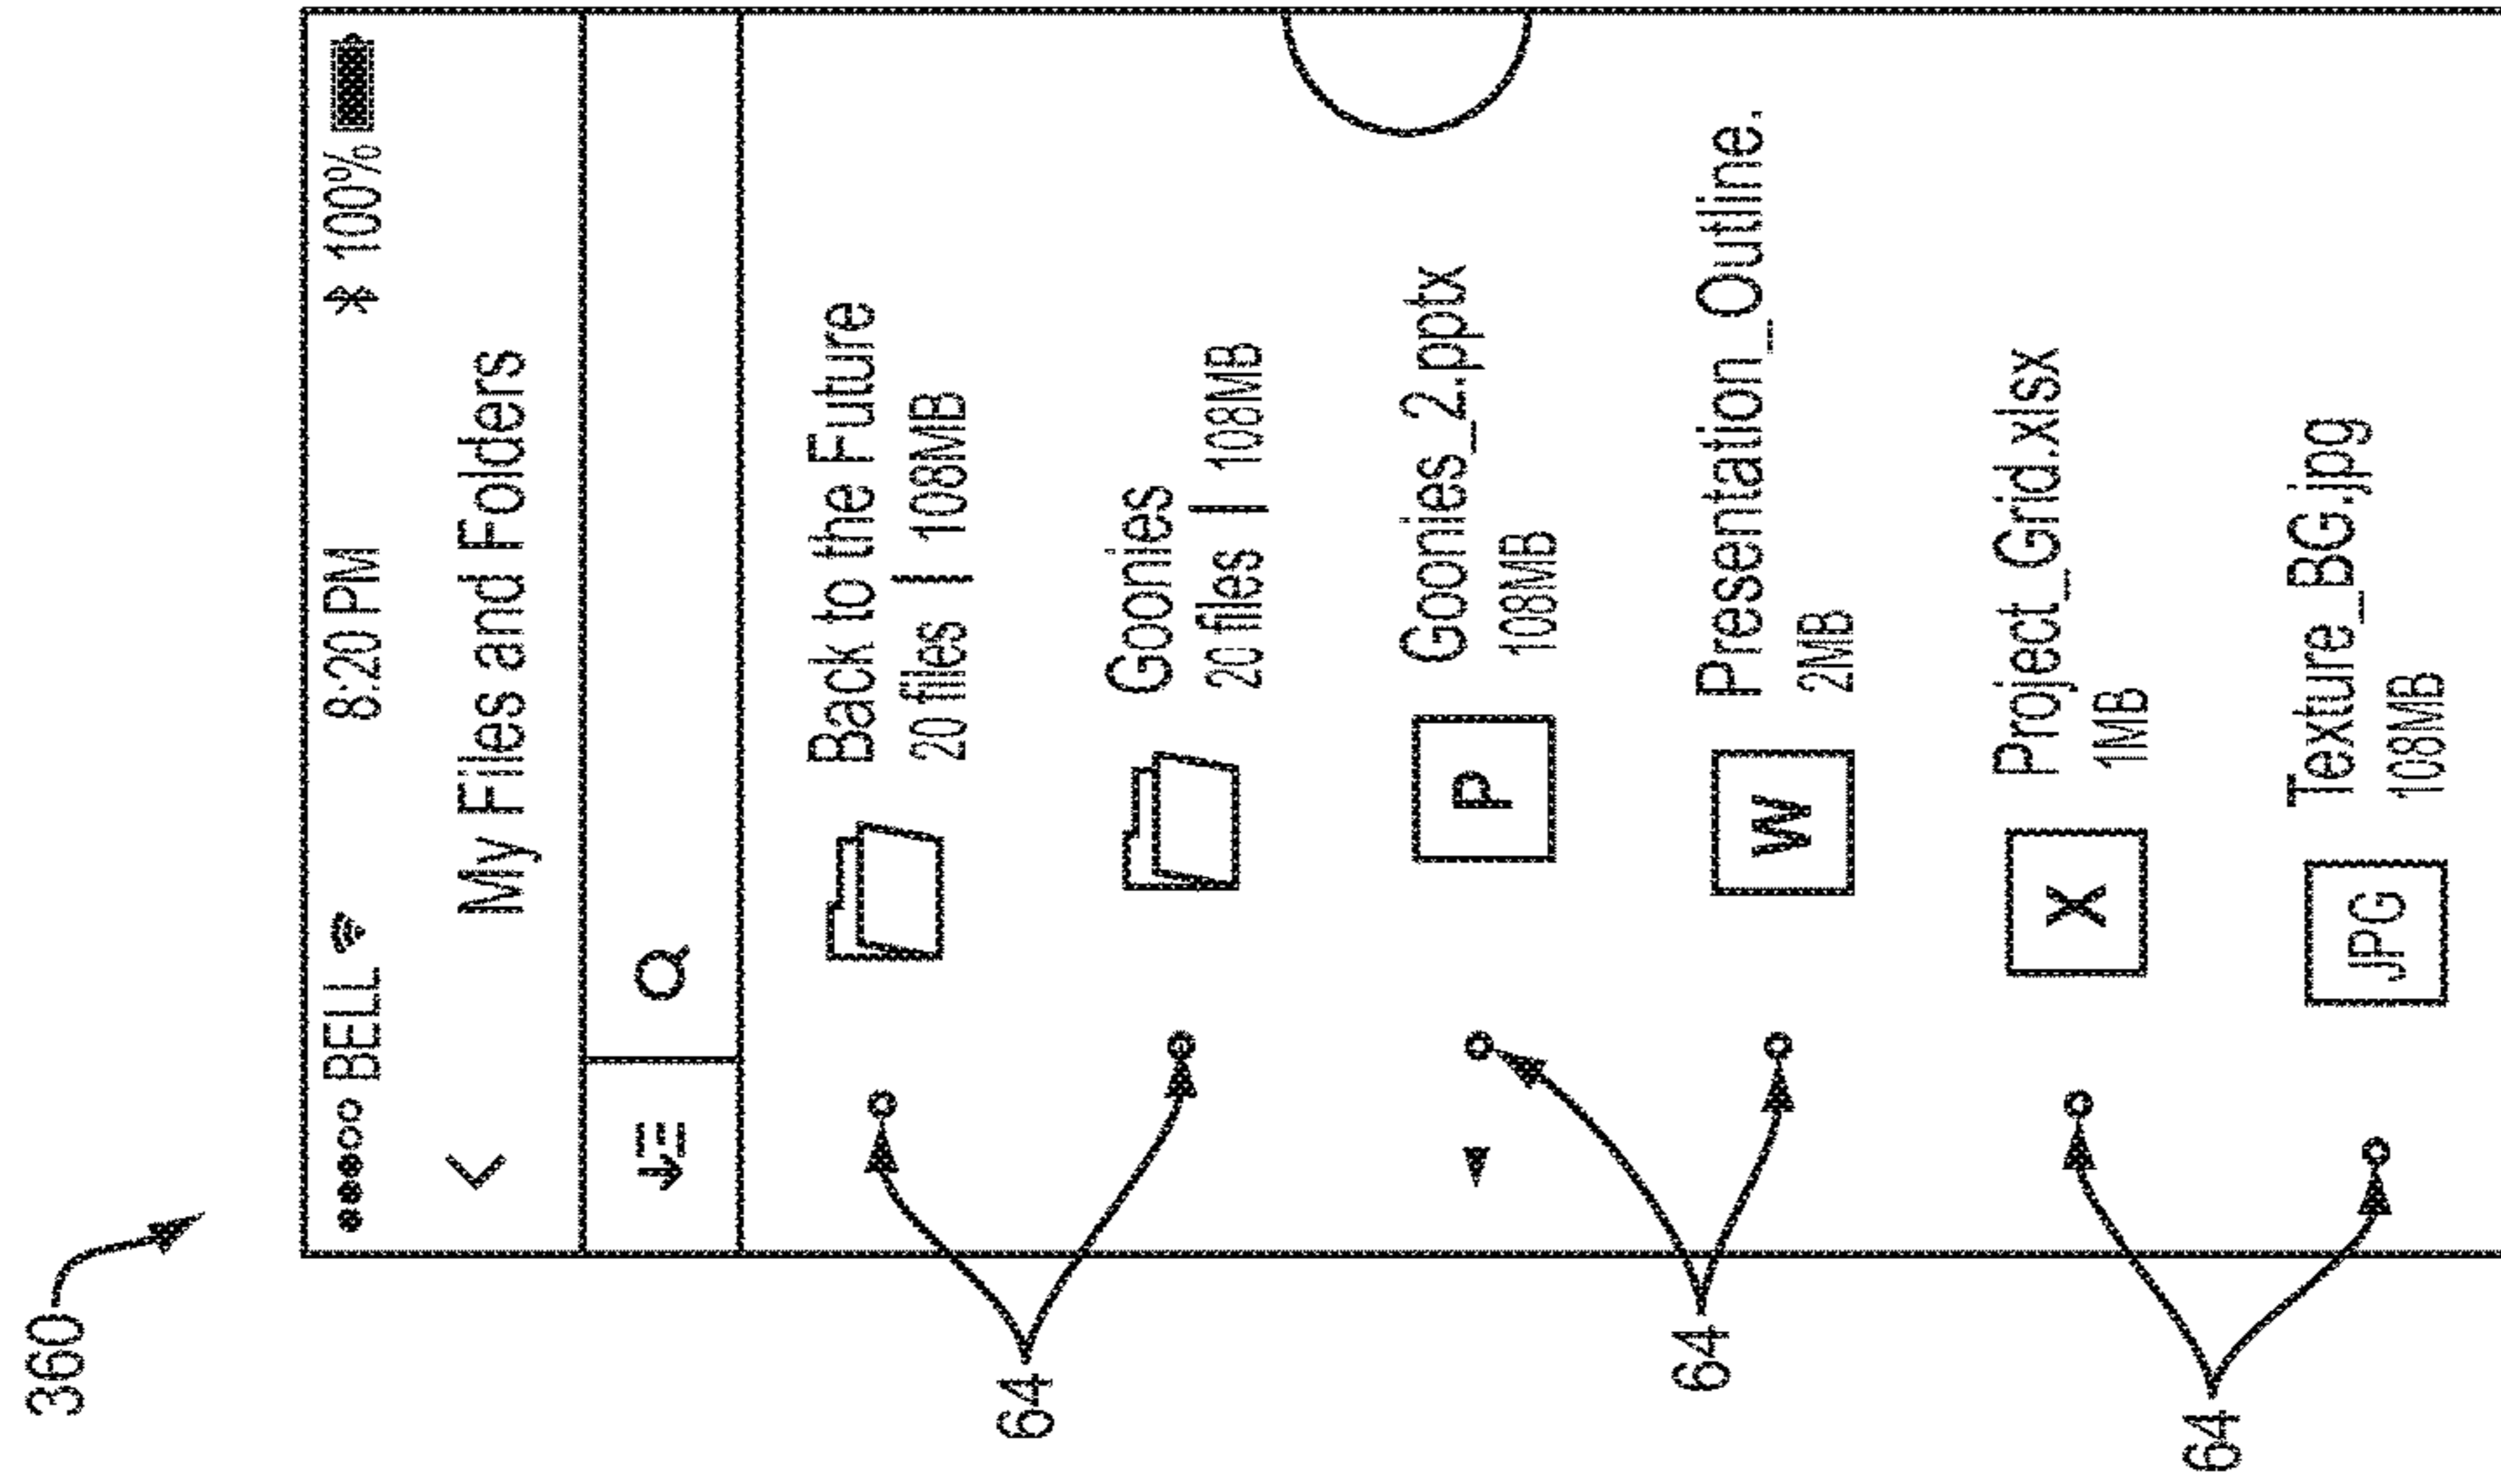 360
BELL 8:20 PM 100%
My Files and Folders
Back to the Future
20 files | 108MB
64
Goonies
20 files | 108MB
P Goonies_2.pptx
108MB
64
W Presentation_Outline.
2MB
X Project_Grid.xlsx
1MB
64
JPG Texture_BG.jpg
108MB